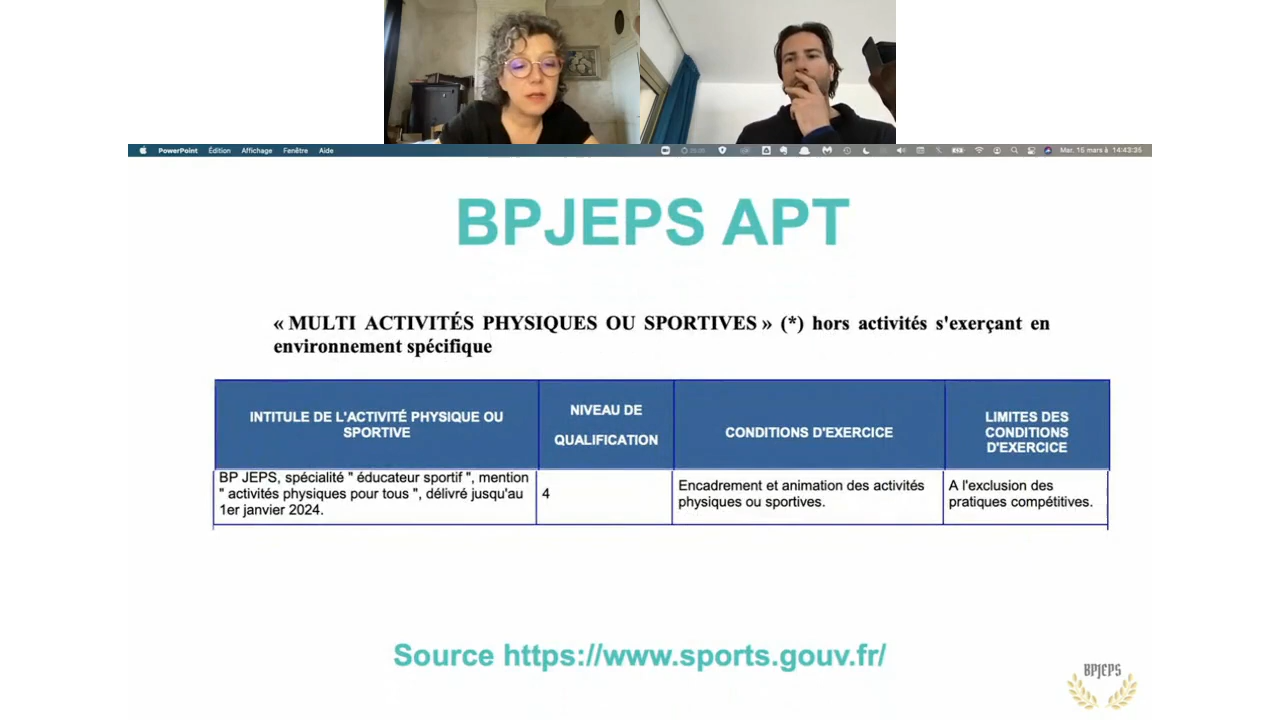 PowerPoint Édition Affichage Fenêtre Aide
Mar. 15 mars à 14:43:35
BPJEPS APT
« MULTI ACTIVITÉS PHYSIQUES OU SPORTIVES » (*) hors activités s'exerçant en
environnement spécifique
INTITULE DE L'ACTIVITÉ PHYSIQUE OU
SPORTIVE
NIVEAU DE
QUALIFICATION
CONDITIONS D'EXERCICE
LIMITES DES
CONDITIONS
D'EXERCICE
BP JEPS, spécialité " éducateur sportif ", mention
" activités physiques pour tous ", délivré jusqu'au
1er janvier 2024.
4
Encadrement et animation des activités
physiques ou sportives.
A l'exclusion des
pratiques compétitives.
Source https://www.sports.gouv.fr/
BPJEPS